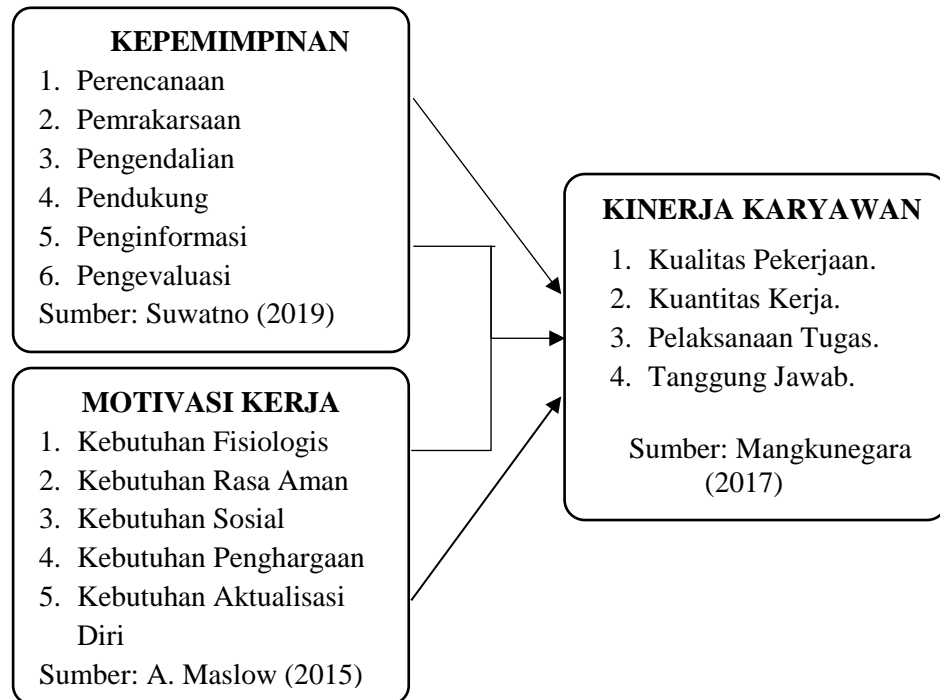 KEPEMIMPINAN
1. Perencanaan
2. Pemrakarsaan
3. Pengendalian
4. Pendukung
5. Penginformasi
6. Pengevaluasi
Sumber: Suwatno (2019)
MOTIVASI KERJA
1. Kebutuhan Fisiologis
2. Kebutuhan Rasa Aman
3. Kebutuhan Sosial
4. Kebutuhan Penghargaan
5. Kebutuhan Aktualisasi
Diri
Sumber: A. Maslow (2015)
KINERJA KARYAWAN
1. Kualitas Pekerjaan.
2. Kuantitas Kerja.
3. Pelaksanaan Tugas.
4. Tanggung Jawab.
Sumber: Mangkunegara
(2017)